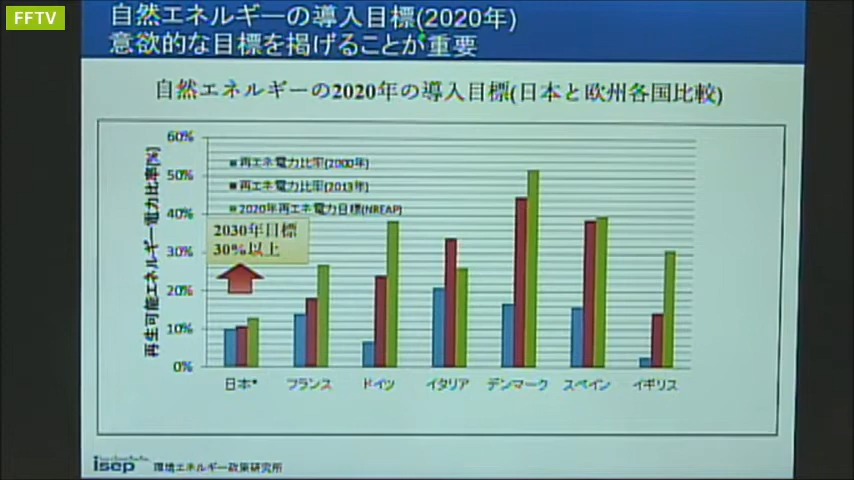 FFTV
自然エネルギーの導入目標(2020年)
意欲的な目標を掲げることが重要
自然エネルギーの2020年の導入目標(日本と欧州各国比較)
再生可能エネルギー電力比率[%]
60%
50%
40%
30%
20%
10%
0%
再エネ電力比率(2000年)
再エネ電力比率(2013年)
2020年再エネ電力目標(NREAP)
2030年目標
30%以上
日本*
フランス
ドイツ
イタリア
デンマーク
スペイン
イギリス
isep 環境エネルギー政策研究所